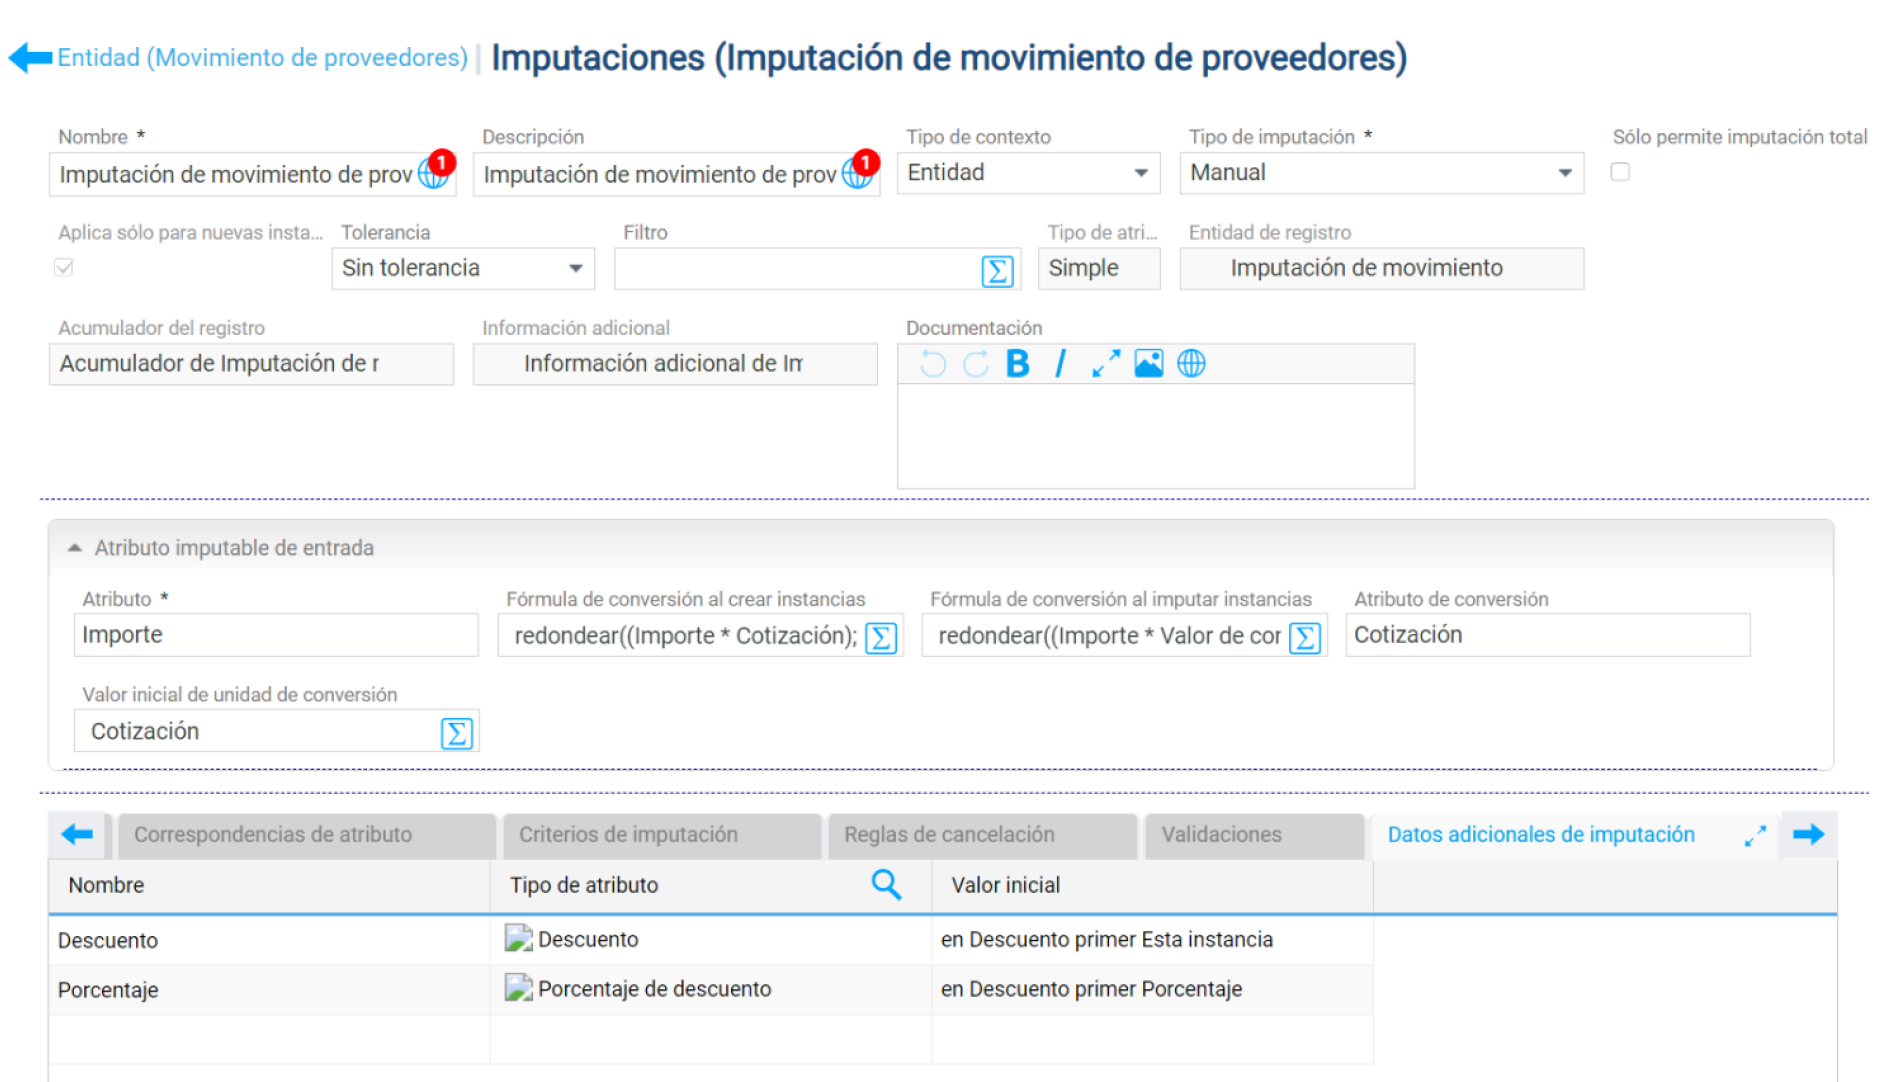 Entidad (Movimiento de proveedores) | Imputaciones (Imputación de movimiento de proveedores)
Nombre * Descripción Tipo de contexto Tipo de imputación * Sólo permite imputación total
Imputación de movimiento de prov 1 Imputación de movimiento de prov 1 Entidad Manual
Aplica sólo para nuevas insta... Tolerancia Filtro Tipo de atri... Entidad de registro
Sin tolerancia Σ Simple Imputación de movimiento
Acumulador del registro Información adicional Documentación
Acumulador de Imputación de r Información adicional de Im B I
Atributo imputable de entrada
Atributo * Fórmula de conversión al crear instancias Fórmula de conversión al imputar instancias Atributo de conversión
Importe redondear((Importe * Cotización); Σ redondear((Importe * Valor de cor Σ Cotización
Valor inicial de unidad de conversión
Cotización Σ
Correspondencias de atributo Criterios de imputación Reglas de cancelación Validaciones Datos adicionales de imputación
Nombre Tipo de atributo Valor inicial
Descuento Descuento en Descuento primer Esta instancia
Porcentaje Porcentaje de descuento en Descuento primer Porcentaje